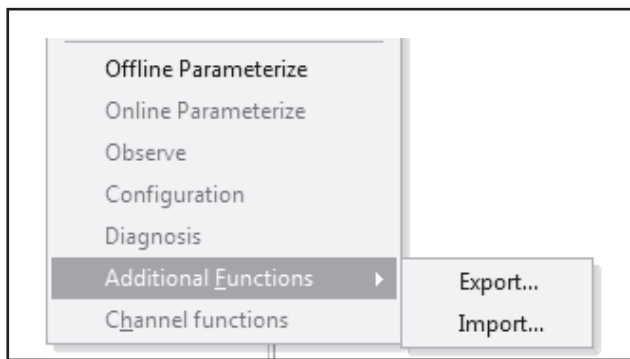 Offline Parameterize
Online Parameterize
Observe
Configuration
Diagnosis
Additional Functions
Export...
Channel functions
Import...